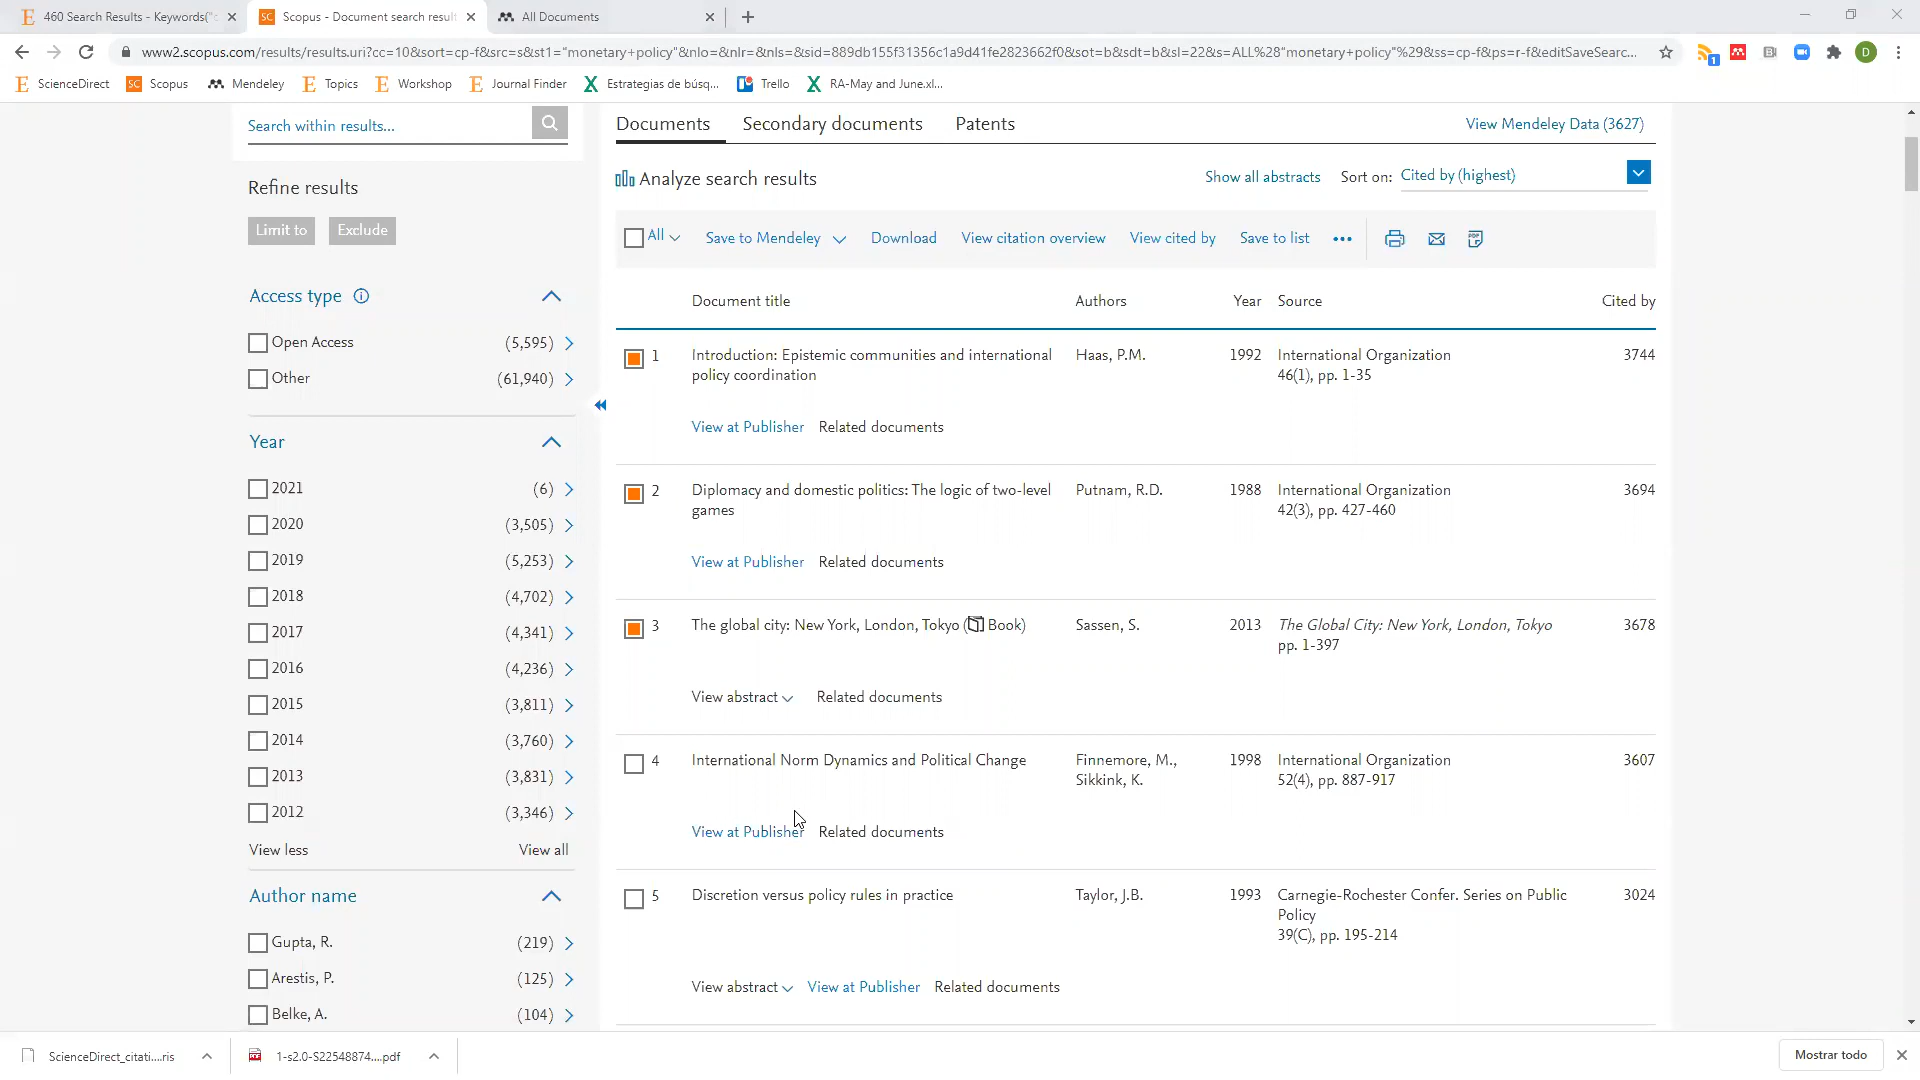 460 Search Results - Keywords("c
Scopus - Document search result
All Documents
www2.scopus.com/results/results.uri?cc=10&sort=cp-f&src=s&st1="monetary+policy"&nlo=&nlr=&nls=&sid=889db155f31356c1a9d41fe2823662f0&sot=b&sdt=b&sl=22&s=ALL%28"monetary+policy"%29&ss=cp-f&ps=r-f&editSaveSearc...
1
D
ScienceDirect
Scopus
Mendeley
Topics
Workshop
Journal Finder
Estrategias de búsq...
Trello
RA-May and June.xl...
Search within results...
Documents
Secondary documents
Patents
View Mendeley Data (3627)
Refine results
Analyze search results
Show all abstracts
Sort on: Cited by (highest)
Limit to
Exclude
All
Save to Mendeley
Download
View citation overview
View cited by
Save to list
•••
Access type
Document title
Authors
Year
Source
Cited by
Open Access (5,595)
Other (61,940)
1
Introduction: Epistemic communities and international
policy coordination
Haas, P.M.
1992
International Organization
46(1), pp. 1-35
3744
View at Publisher
Related documents
Year
2021 (6)
2020 (3,505)
2019 (5,253)
2018 (4,702)
2017 (4,341)
2016 (4,236)
2015 (3,811)
2014 (3,760)
2013 (3,831)
2012 (3,346)
View less
View all
2
Diplomacy and domestic politics: The logic of two-level
games
Putnam, R.D.
1988
International Organization
42(3), pp. 427-460
3694
View at Publisher
Related documents
3
The global city: New York, London, Tokyo (Book)
Sassen, S.
2013
The Global City: New York, London, Tokyo
pp. 1-397
3678
View abstract
Related documents
4
International Norm Dynamics and Political Change
Finnemore, M.,
Sikkink, K.
1998
International Organization
52(4), pp. 887-917
3607
View at Publisher
Related documents
Author name
Gupta, R. (219)
Arestis, P. (125)
Belke, A. (104)
5
Discretion versus policy rules in practice
Taylor, J.B.
1993
Carnegie-Rochester Confer. Series on Public
Policy
39(C), pp. 195-214
3024
View abstract
View at Publisher
Related documents
ScienceDirect_citati....ris
1-s2.0-S22548874....pdf
Mostrar todo